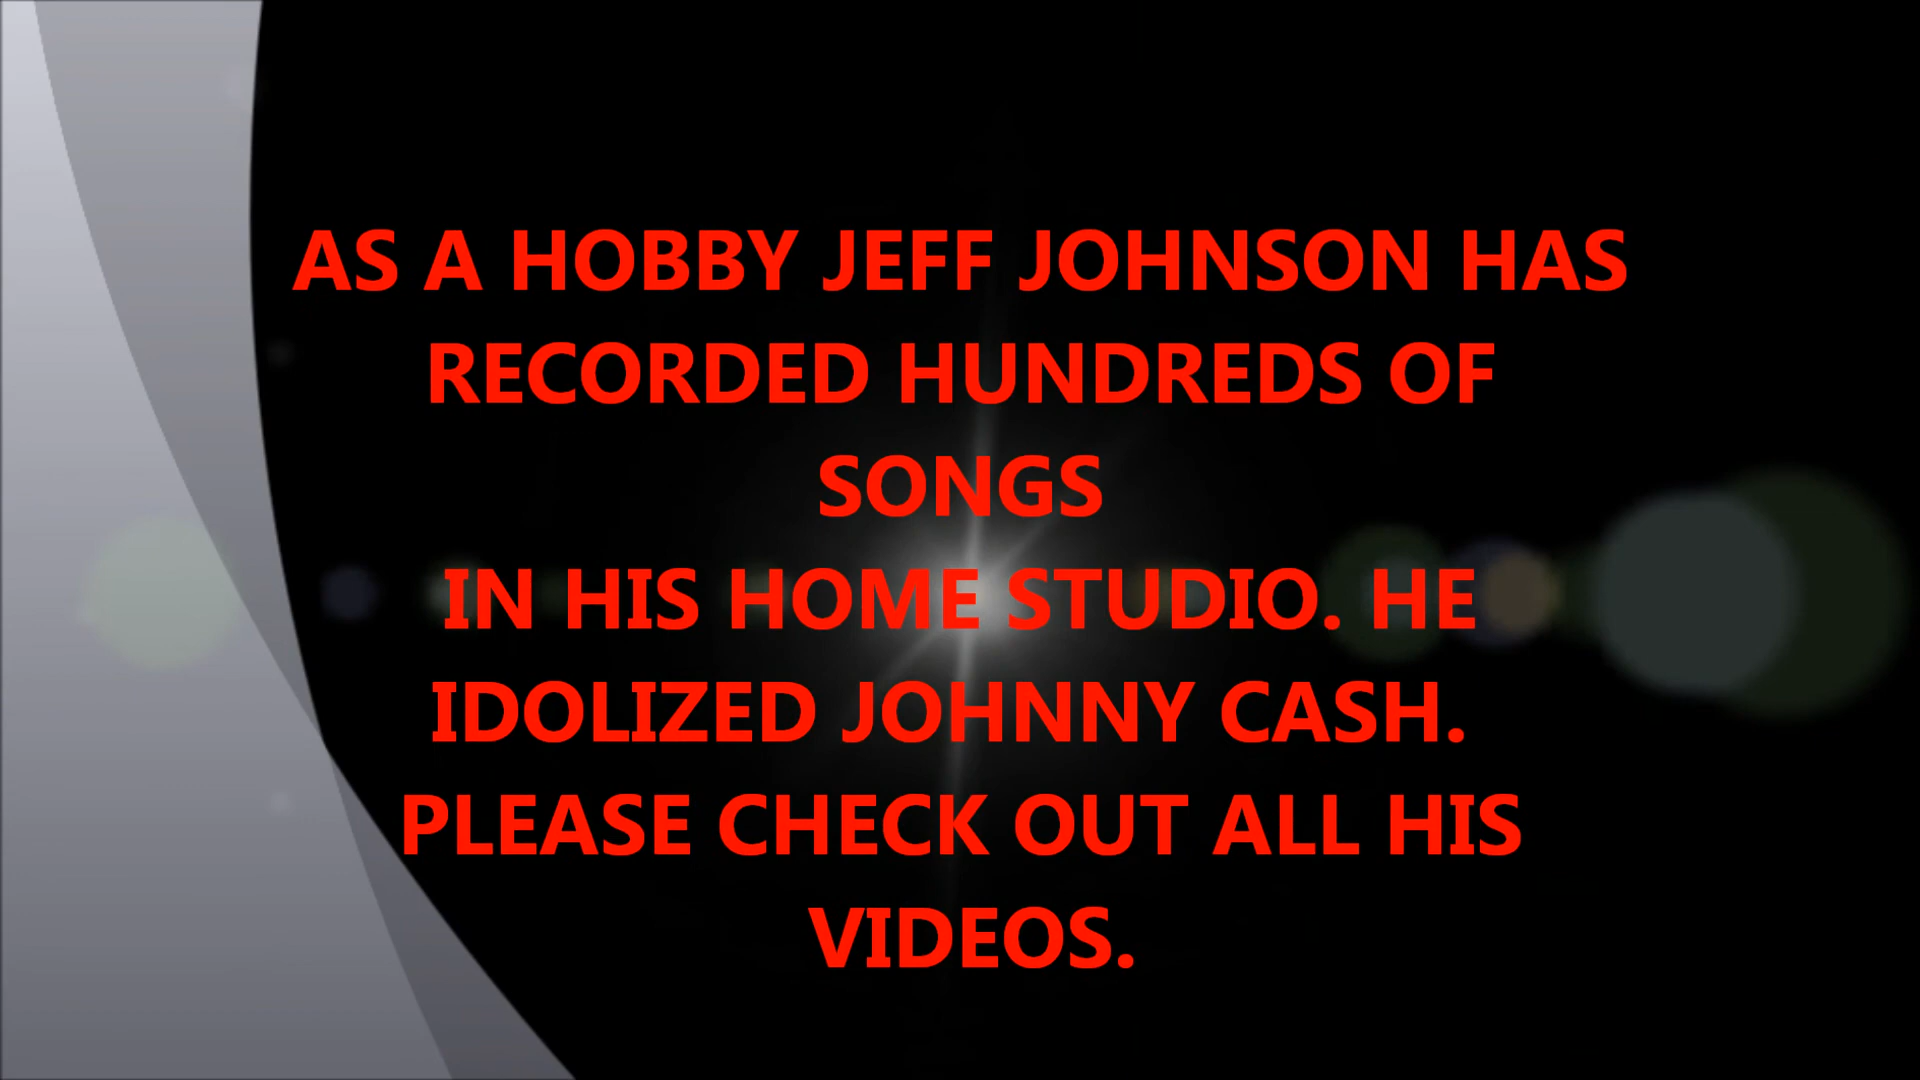 AS A HOBBY JEFF JOHNSON HAS
RECORDED HUNDREDS OF
SONGS
IN HIS HOME STUDIO. HE
IDOLIZED JOHNNY CASH.
PLEASE CHECK OUT ALL HIS
VIDEOS.